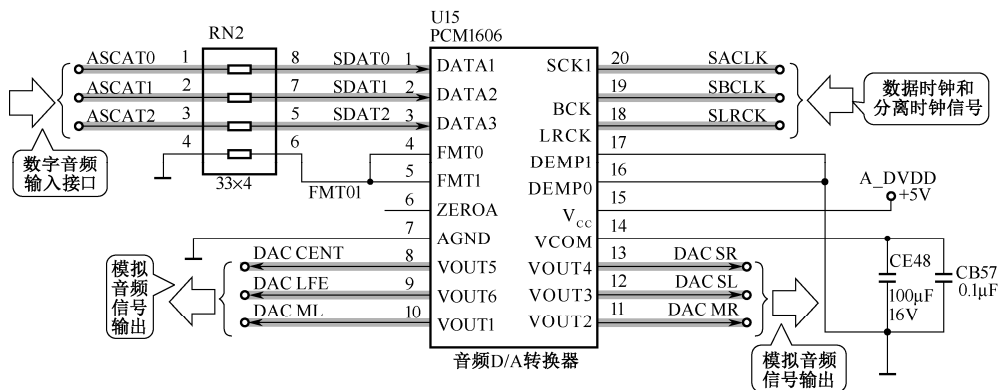 U15
PCM1606
RN2
ASCAT0 1 8 SDAT0 1 DATA1
ASCAT1 2 7 SDAT1 2 DATA2
ASCAT2 3 5 SDAT2 3 DATA3
4 6 4 FMT0
33×4
FMT01 5 FMT1
6 ZEROA
7 AGND
DAC CENT 8 VOUT5
DAC LFE 9 VOUT6
DAC ML 10 VOUT1
数字音频
输入接口
模拟
音频
信号
输出
SCK1 20 SACLK
BCK 19 SBCLK
LRCK 18 SLRCK
DEMP1 17
DEMP0 16
VCC 15
VCOM 14
VOUT4 13 DAC SR
VOUT3 12 DAC SL
VOUT2 11 DAC MR
数据时钟和
分离时钟信号
A_DVDD
+5V
CE48
100μF
16V
CB57
0.1μF
模拟音频
信号输出
音频D/A转换器